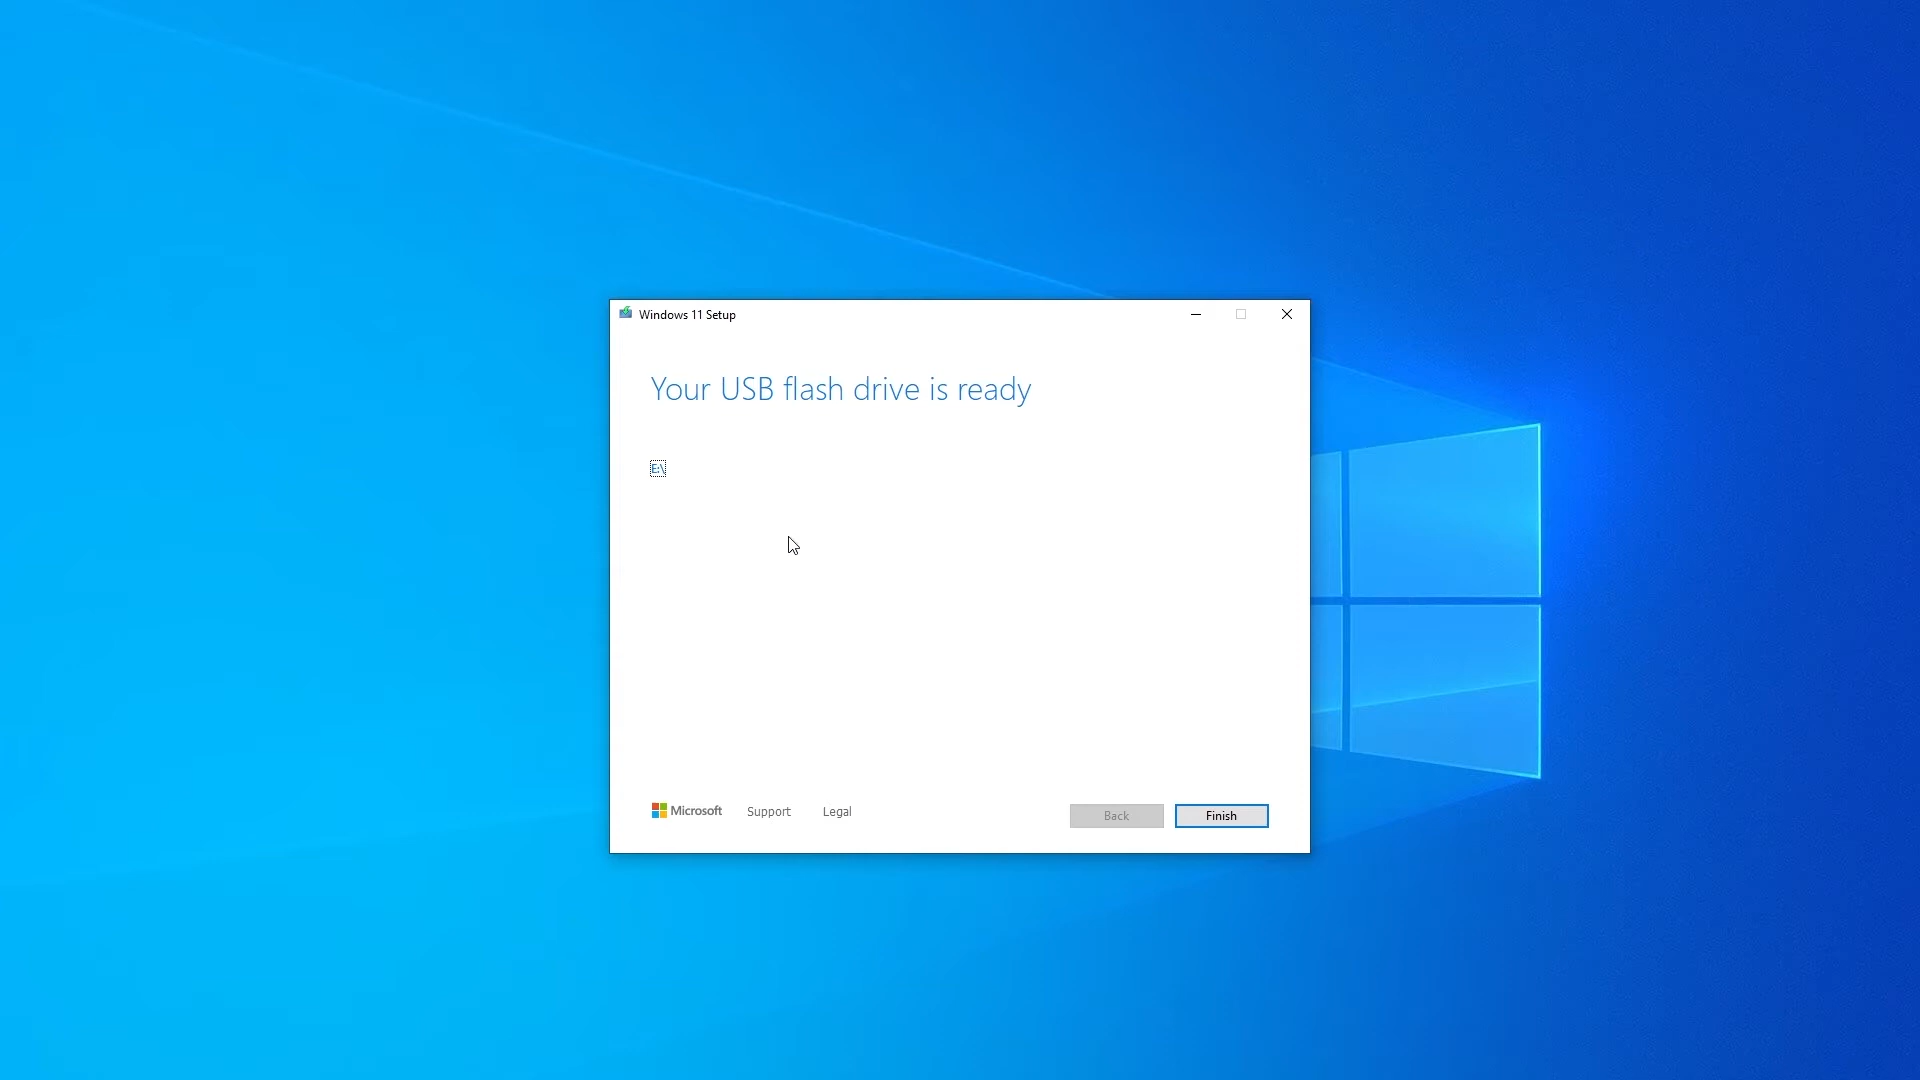 Windows 11 Setup
Your USB flash drive is ready
E:\
Microsoft Support Legal
Back Finish